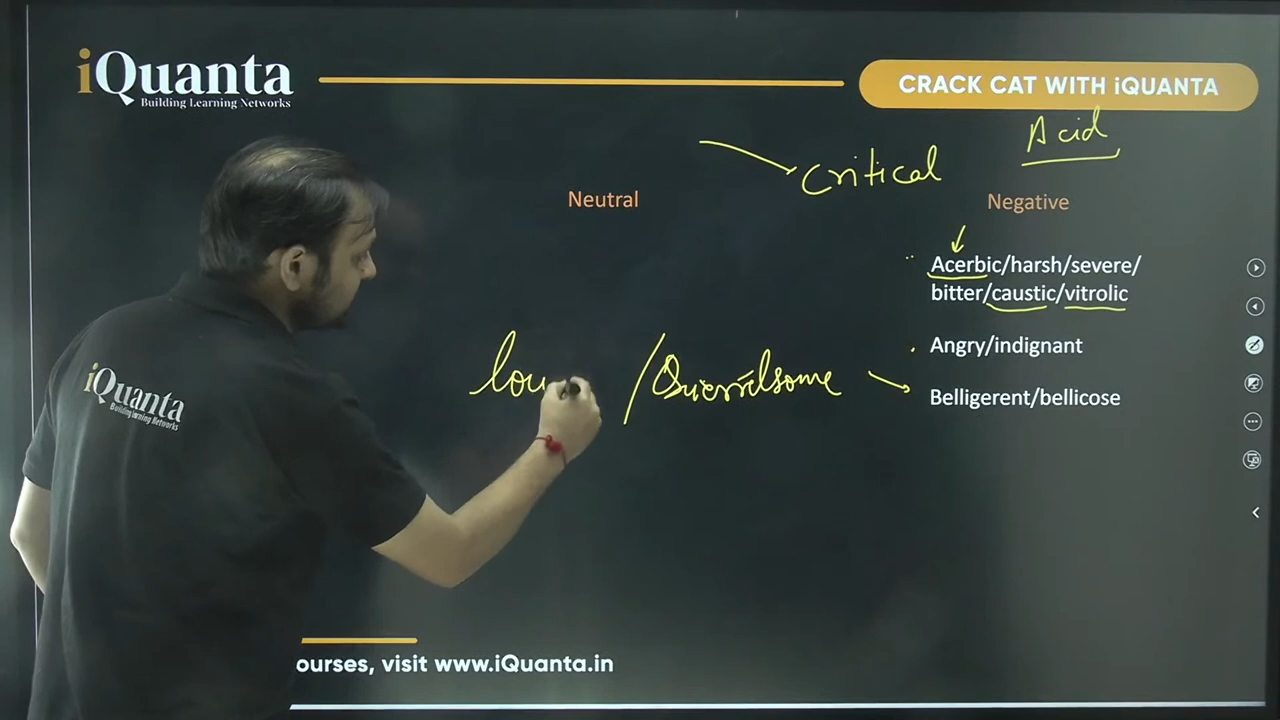 iQuanta
Building Learning Networks
CRACK CAT WITH iQUANTA
Acid
Critical
Neutral
Negative
Acerbic/harsh/severe/
bitter/caustic/vitrolic
Angry/indignant
Belligerent/bellicose
iQuanta
Building Learning Networks
ourses, visit www.iQuanta.in